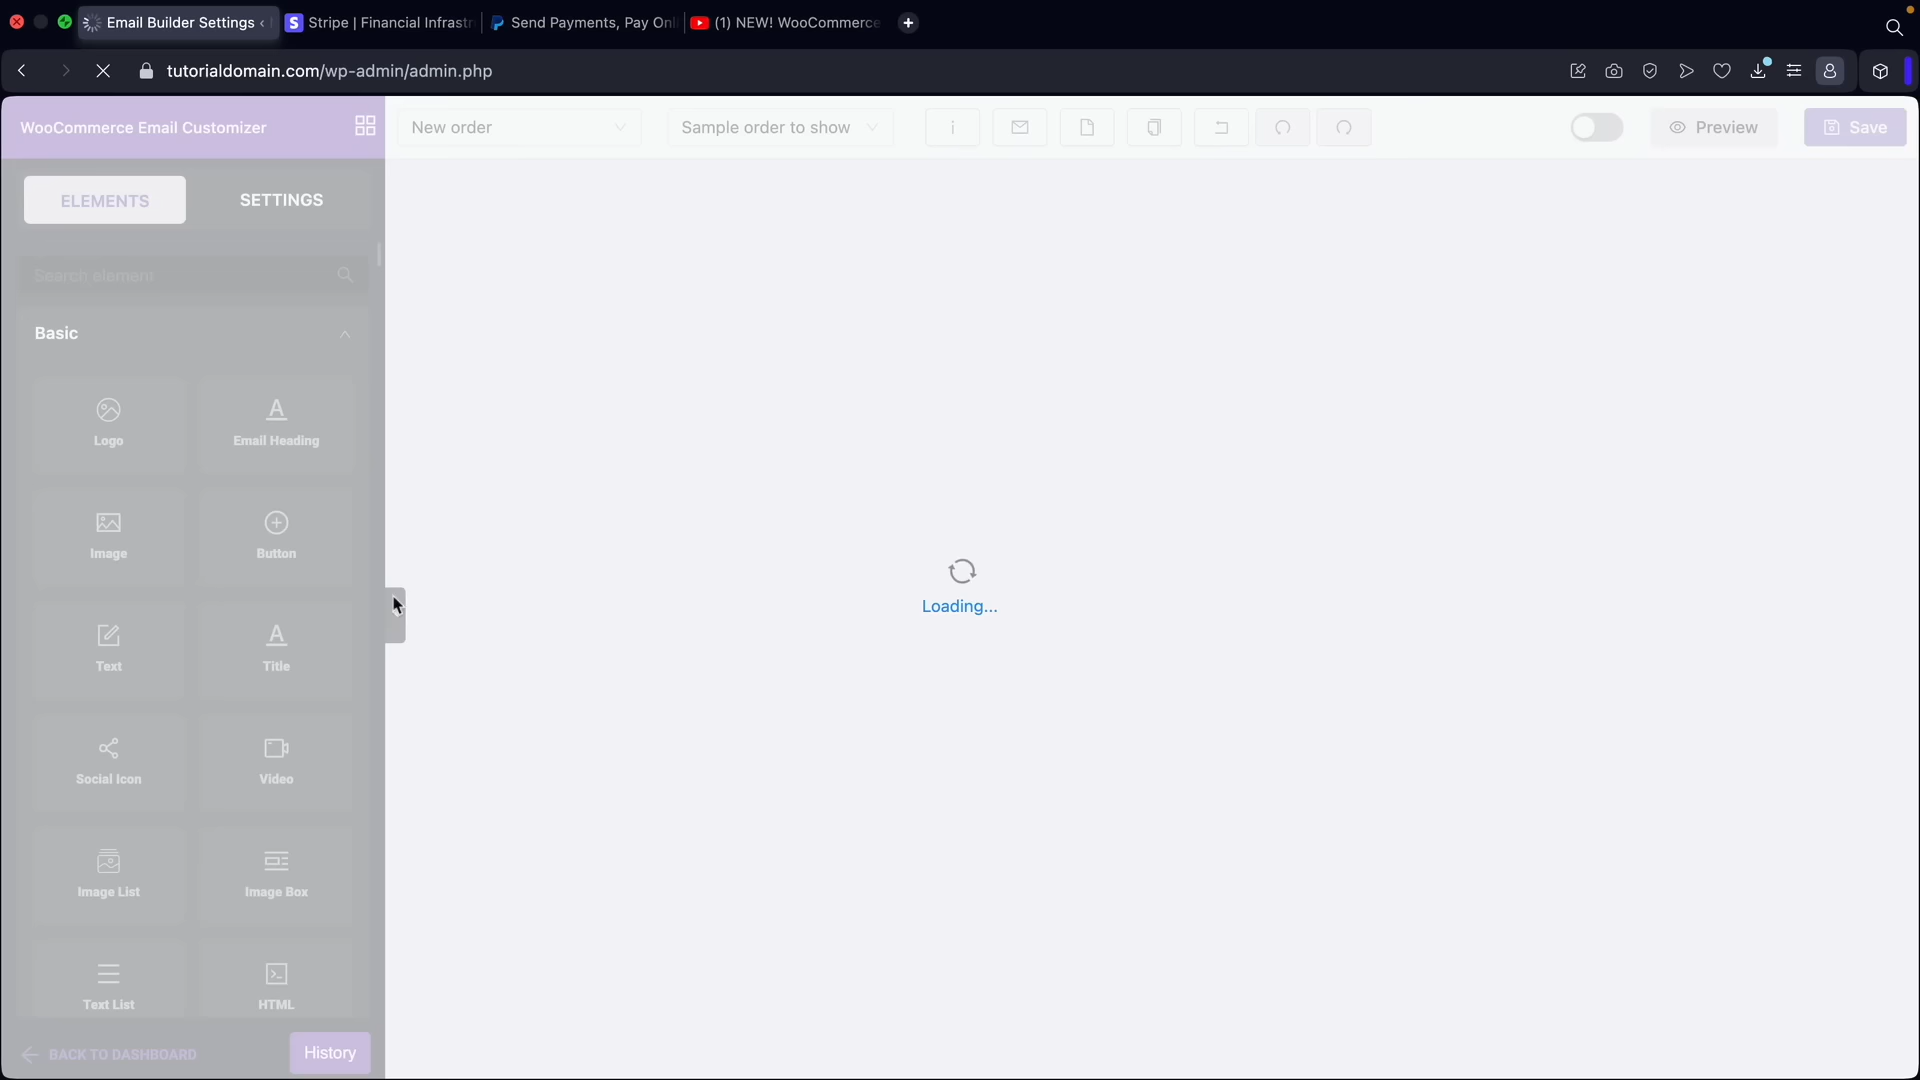 Email Builder Settings ‹
Stripe | Financial Infrastr
Send Payments, Pay Onl
(1) NEW! WooCommerce
tutorialdomain.com/wp-admin/admin.php
WooCommerce Email Customizer
New order
Sample order to show
Preview
Save
ELEMENTS
SETTINGS
Search element
Basic
Logo
Email Heading
Image
Button
Text
Title
Social Icon
Video
Image List
Image Box
Text List
HTML
Loading...
BACK TO DASHBOARD
History